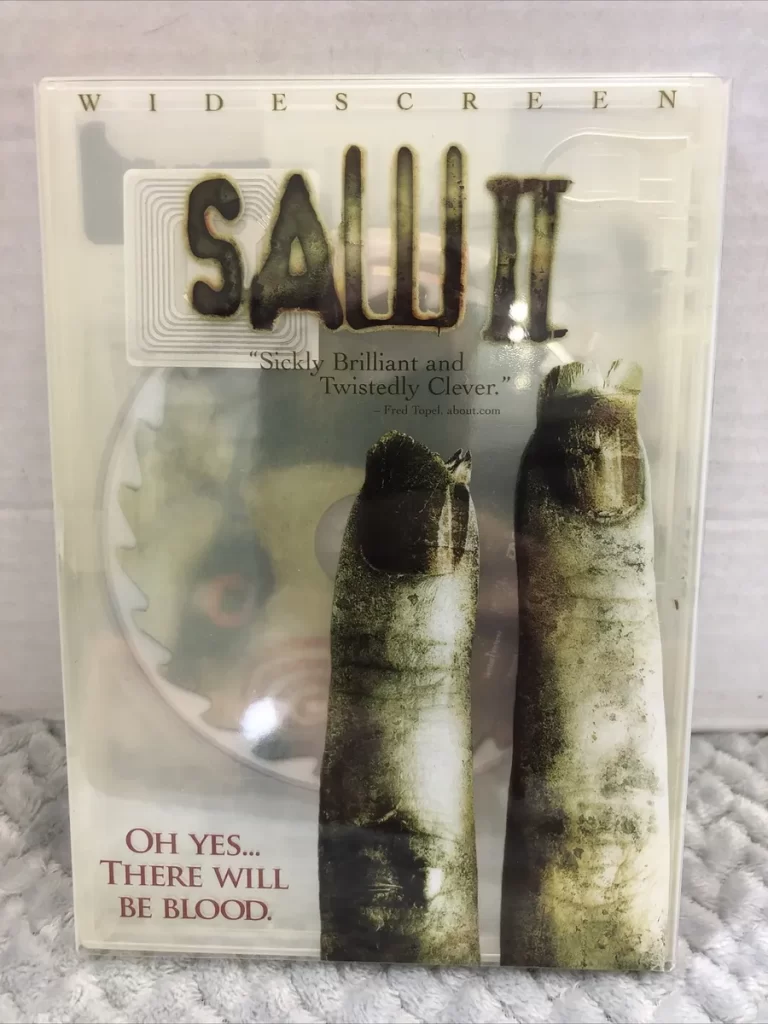 WIDESCREEN
SAW II
“Sickly Brilliant and
Twistedly Clever.”
– Fred Topel, about.com
OH YES...
THERE WILL
BE BLOOD.